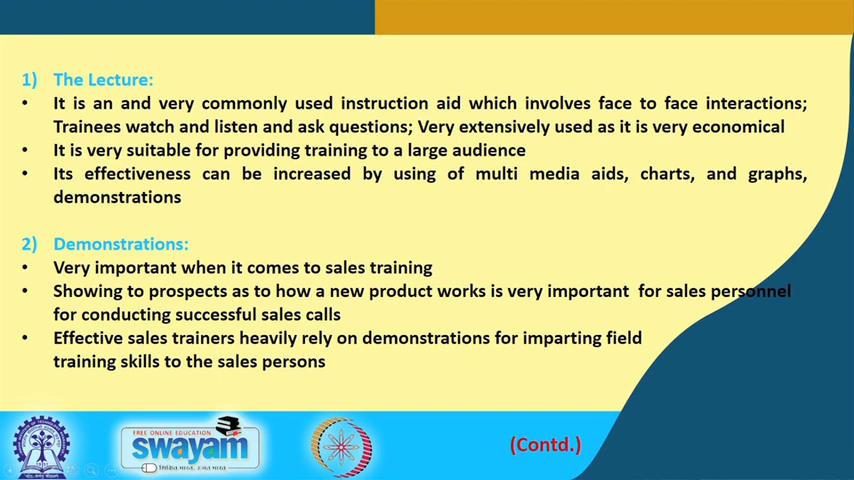 1) The Lecture:
• It is an and very commonly used instruction aid which involves face to face interactions;
Trainees watch and listen and ask questions; Very extensively used as it is very economical
• It is very suitable for providing training to a large audience
• Its effectiveness can be increased by using of multi media aids, charts, and graphs,
demonstrations
2) Demonstrations:
• Very important when it comes to sales training
• Showing to prospects as to how a new product works is very important for sales personnel
for conducting successful sales calls
• Effective sales trainers heavily rely on demonstrations for imparting field
training skills to the sales persons
FREE ONLINE EDUCATION
swayam
(Contd.)